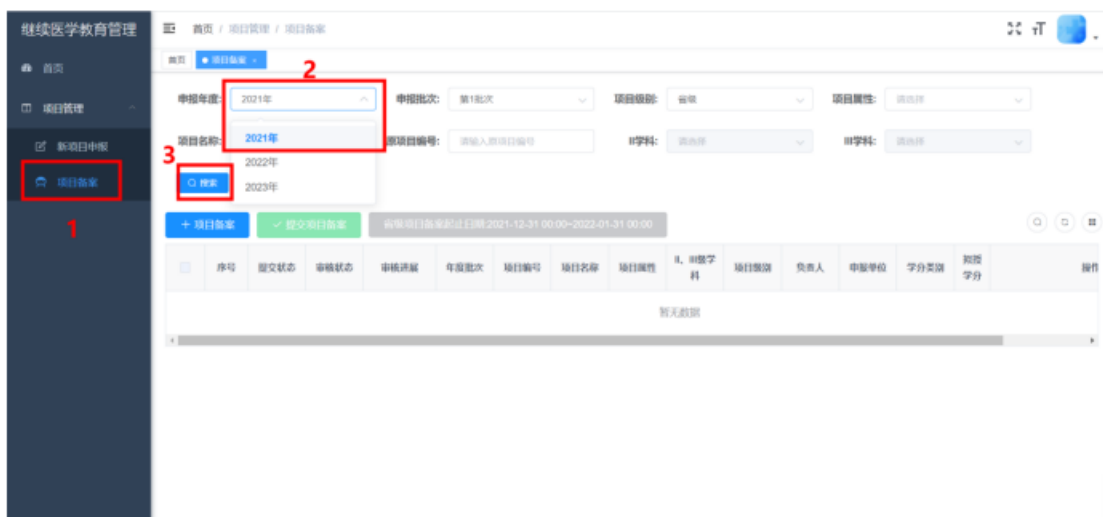 继续医学教育管理
首页 / 项目管理 / 项目备案
首页
首页
项目备案
2
项目管理
申报年度: 2021年
申报批次: 第1批次
项目级别: 省级
项目属性: 请选择
新项目申报
项目名称:
2021年
原项目编号: 请输入原项目编号
II学科: 请选择
III学科: 请选择
3
2022年
项目备案
搜索
2023年
1
+ 项目备案
提交项目备案
省级项目备案起止日期:2021-12-31 00:00~2022-01-31 00:00
序号 提交状态 审核状态 审核进展 年度批次 项目编号 项目名称 项目属性 II、III级学科 项目级别 负责人 申报单位 学分类别 拟授学分 操作
暂无数据